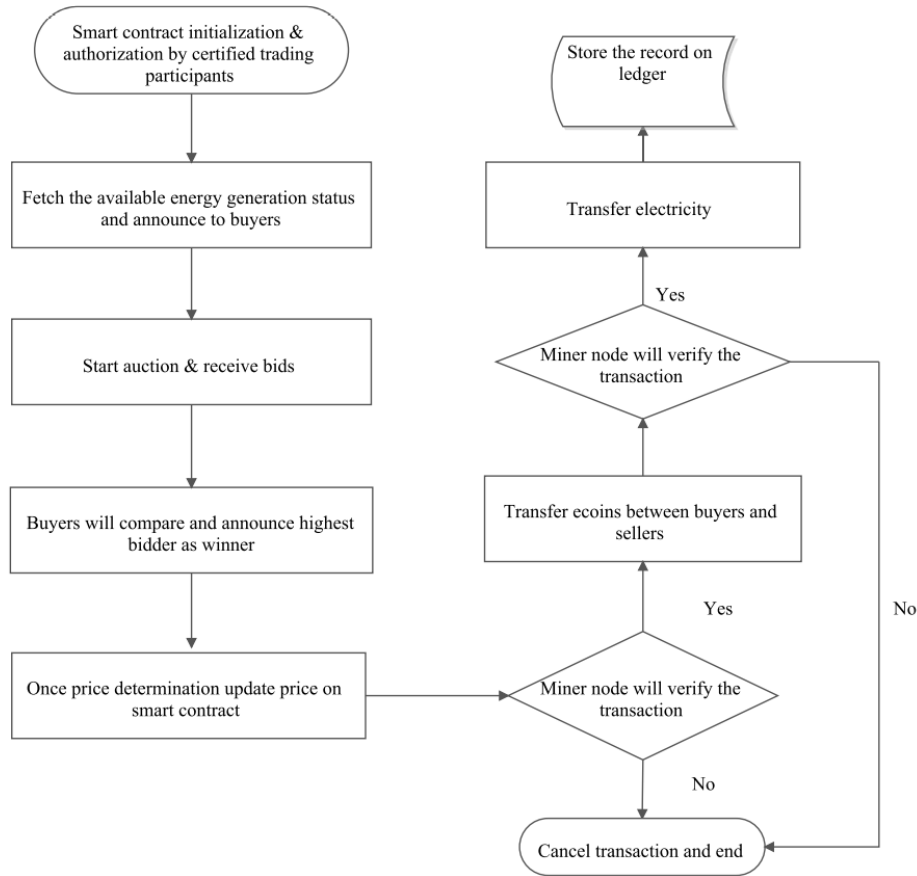 Smart contract initialization &
authorization by certified trading
participants
Fetch the available energy generation status
and announce to buyers
Start auction & receive bids
Buyers will compare and announce highest
bidder as winner
Once price determination update price on
smart contract
Store the record on
ledger
Transfer electricity
Yes
Miner node will verify the
transaction
Transfer ecoins between buyers and
sellers
No
Yes
Miner node will verify the
transaction
No
Cancel transaction and end